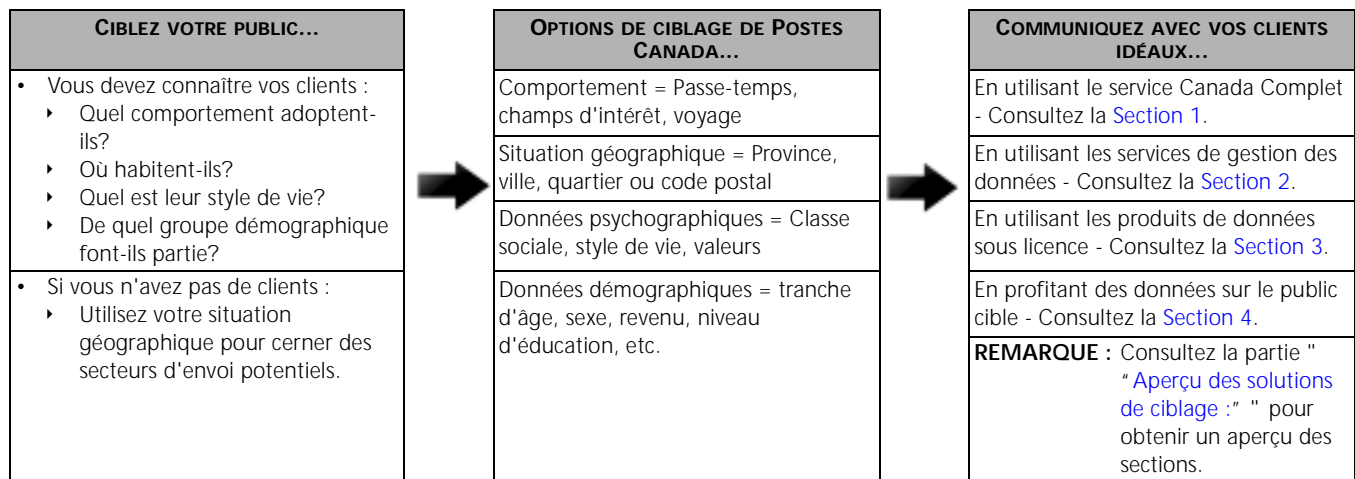 CIBLEZ VOTRE PUBLIC...
• Vous devez connaître vos clients :
‣ Quel comportement adoptent-
ils?
‣ Où habitent-ils?
‣ Quel est leur style de vie?
‣ De quel groupe démographique
font-ils partie?
• Si vous n'avez pas de clients :
‣ Utilisez votre situation
géographique pour cerner des
secteurs d'envoi potentiels.
OPTIONS DE CIBLAGE DE POSTES
CANADA...
Comportement = Passe-temps,
champs d'intérêt, voyage
Situation géographique = Province,
ville, quartier ou code postal
Données psychographiques = Classe
sociale, style de vie, valeurs
Données démographiques = tranche
d'âge, sexe, revenu, niveau
d'éducation, etc.
COMMUNIQUEZ AVEC VOS CLIENTS
IDÉAUX...
En utilisant le service Canada Complet
- Consultez la Section 1.
En utilisant les services de gestion des
données - Consultez la Section 2.
En utilisant les produits de données
sous licence - Consultez la Section 3.
En profitant des données sur le public
cible - Consultez la Section 4.
REMARQUE : Consultez la partie "
“Aperçu des solutions
de ciblage :” " pour
obtenir un aperçu des
sections.